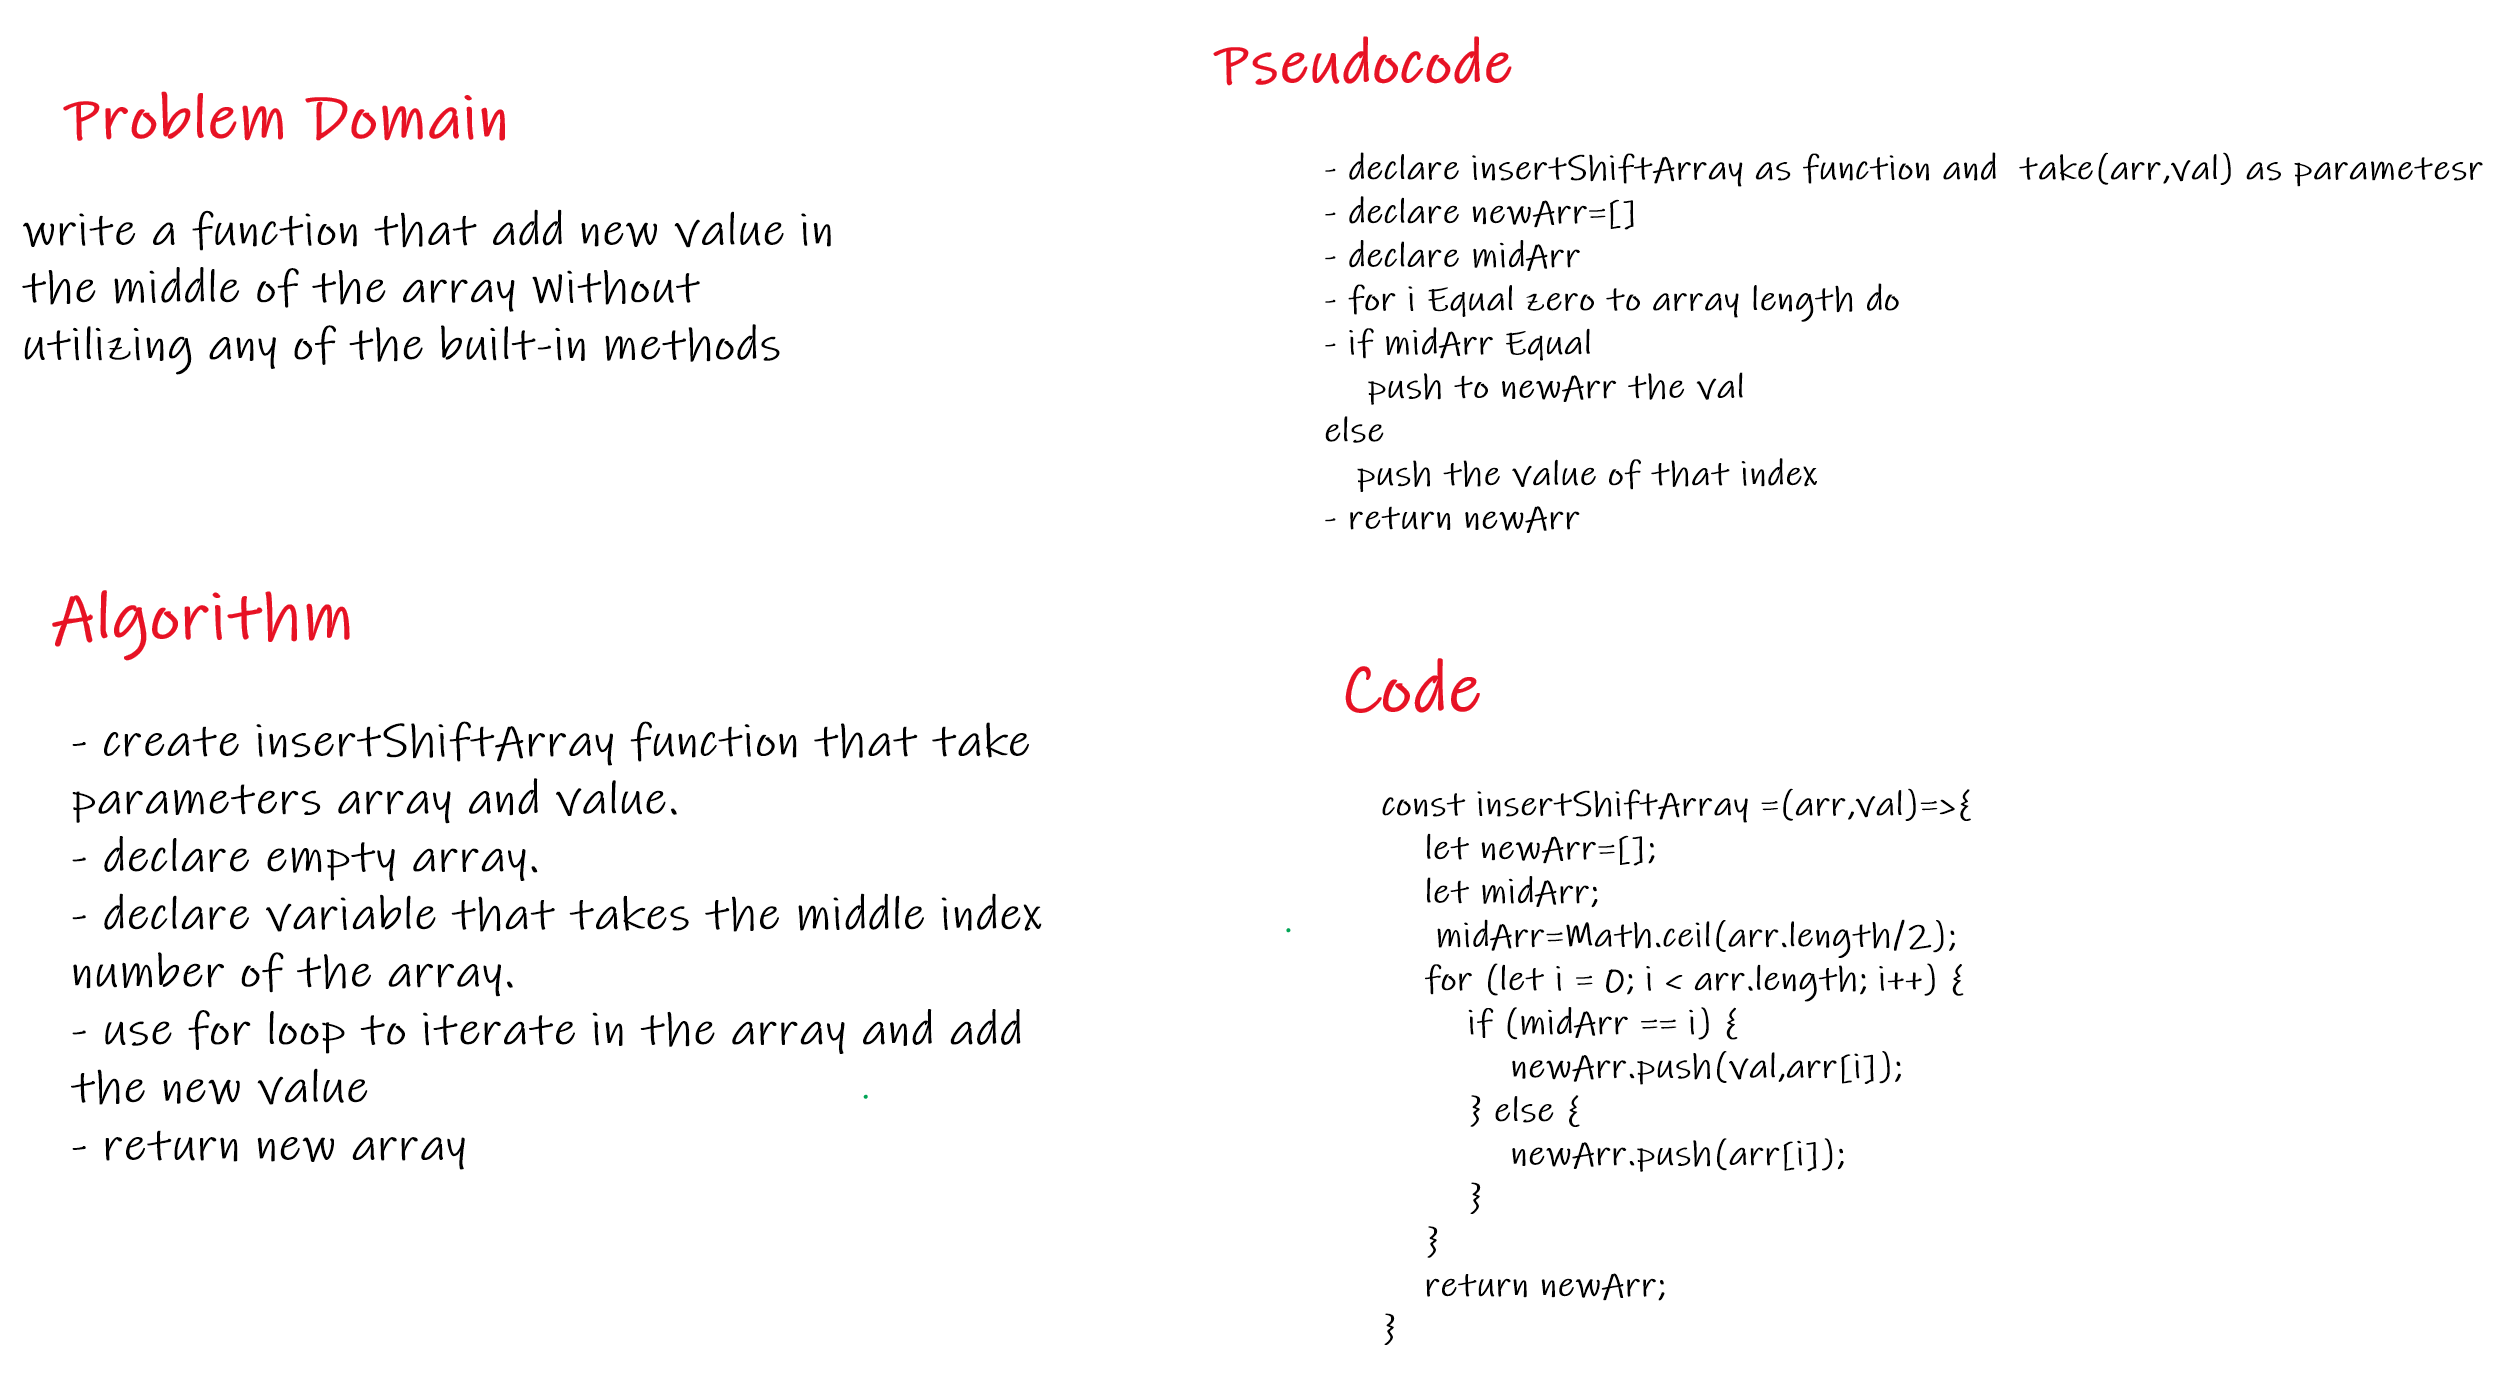 Problem Domain
write a function that add new value in
the middle of the array without
utilizing any of the built-in methods
Algorithm
- create insertShiftArray function that take
parameters array and value.
- declare empty array.
- declare variable that takes the middle index
number of the array.
- use for loop to iterate in the array and add
the new value
- return new array
Pseudocode
- declare insertShiftArray as function and take(arr,val) as parametesr
- declare newArr=[]
- declare midArr
- for i Equal zero to array length do
- if midArr Equal
push to newArr the val
else
push the value of that index
- return newArr
Code
const insertShiftArray =(arr,val)=>{
let newArr=[];
let midArr;
midArr=Math.ceil(arr.length/2);
for (let i = 0; i < arr.length; i++) {
if (midArr == i) {
newArr.push(val,arr[i]);
} else {
newArr.push(arr[i]);
}
}
return newArr;
}